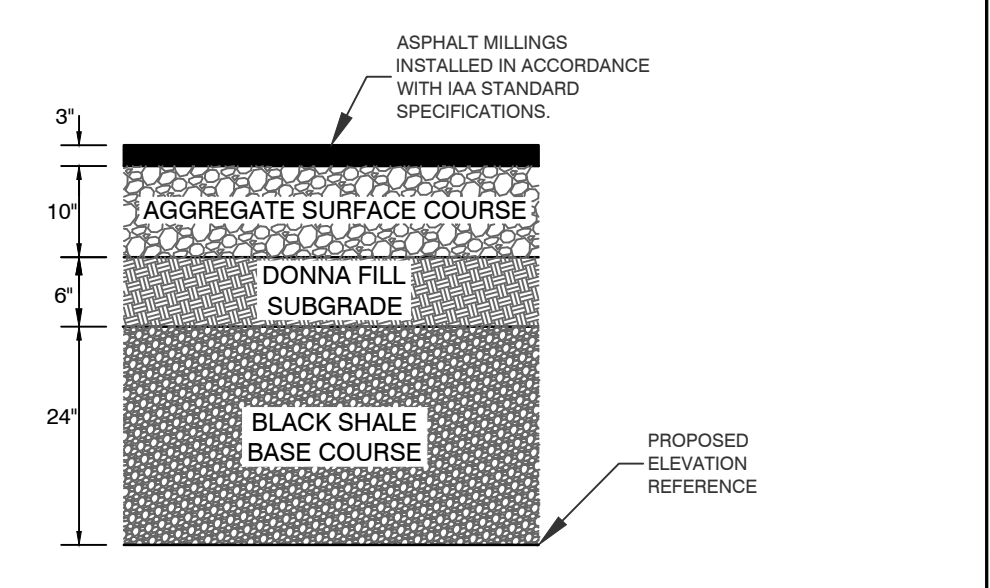 ASPHALT MILLINGS
INSTALLED IN ACCORDANCE
WITH IAA STANDARD
SPECIFICATIONS.
3"
10"
AGGREGATE SURFACE COURSE
6"
DONNA FILL
SUBGRADE
24"
BLACK SHALE
BASE COURSE
PROPOSED
ELEVATION
REFERENCE